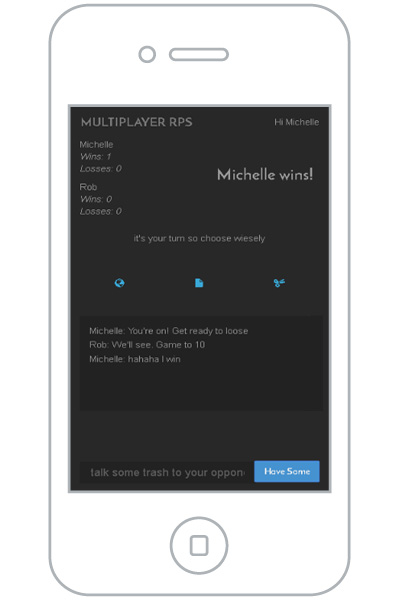 MULTIPLAYER RPS
Hi Michelle
Michelle
Wins: 1
Losses: 0
Michelle wins!
Rob
Wins: 0
Losses: 0
it's your turn so choose wiesely
Michelle: You're on! Get ready to loose
Rob: We'll see. Game to 10
Michelle: hahaha I win
talk some trash to your oppon
Have Some